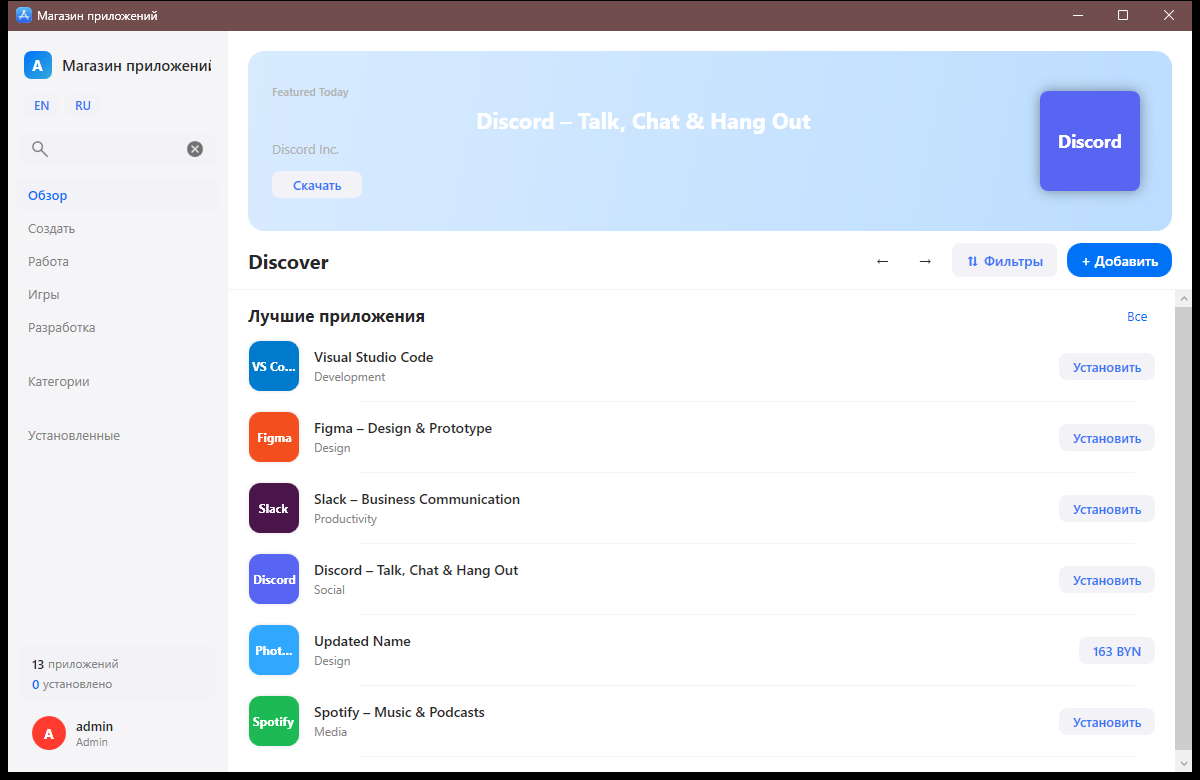 Магазин приложений
A Магазин приложений
EN RU
Обзор
Создать
Работа
Игры
Разработка
Категории
Установленные
13 приложений
0 установлено
A
admin
Admin
Featured Today
Discord – Talk, Chat & Hang Out
Discord Inc.
Скачать
Discord
Discover
← → ⇅ Фильтры + Добавить
Лучшие приложения Все
VS Co...
Visual Studio Code
Development
Установить
Figma
Figma – Design & Prototype
Design
Установить
Slack
Slack – Business Communication
Productivity
Установить
Discord
Discord – Talk, Chat & Hang Out
Social
Установить
Phot...
Updated Name
Design
163 BYN
Spotify
Spotify – Music & Podcasts
Media
Установить